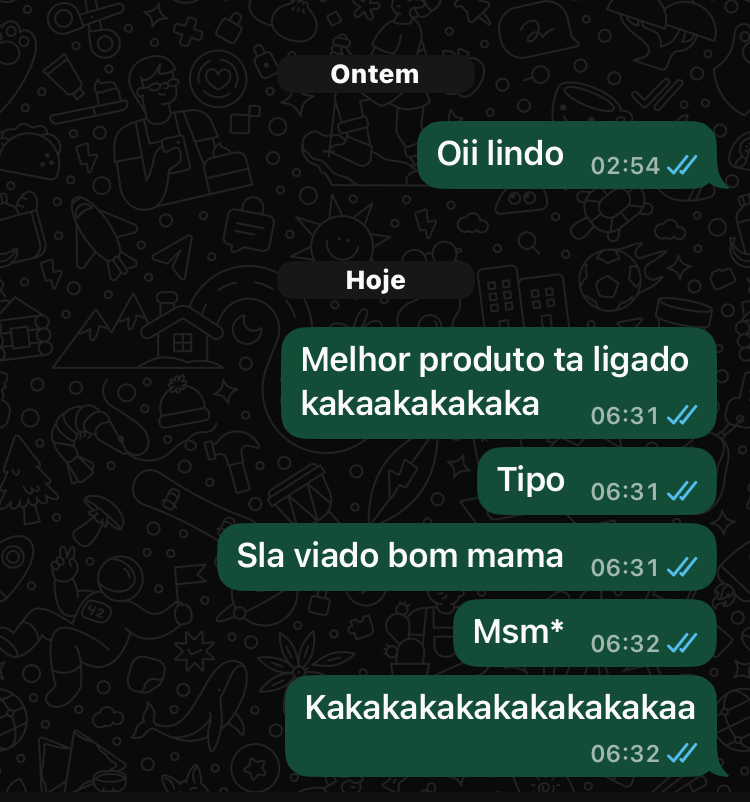 Ontem
Oii lindo 02:54
Hoje
Melhor produto ta ligado
kakaakakakaka 06:31
Tipo 06:31
Sla viado bom mama 06:31
Msm* 06:32
Kakakakakakakakakakaa
06:32